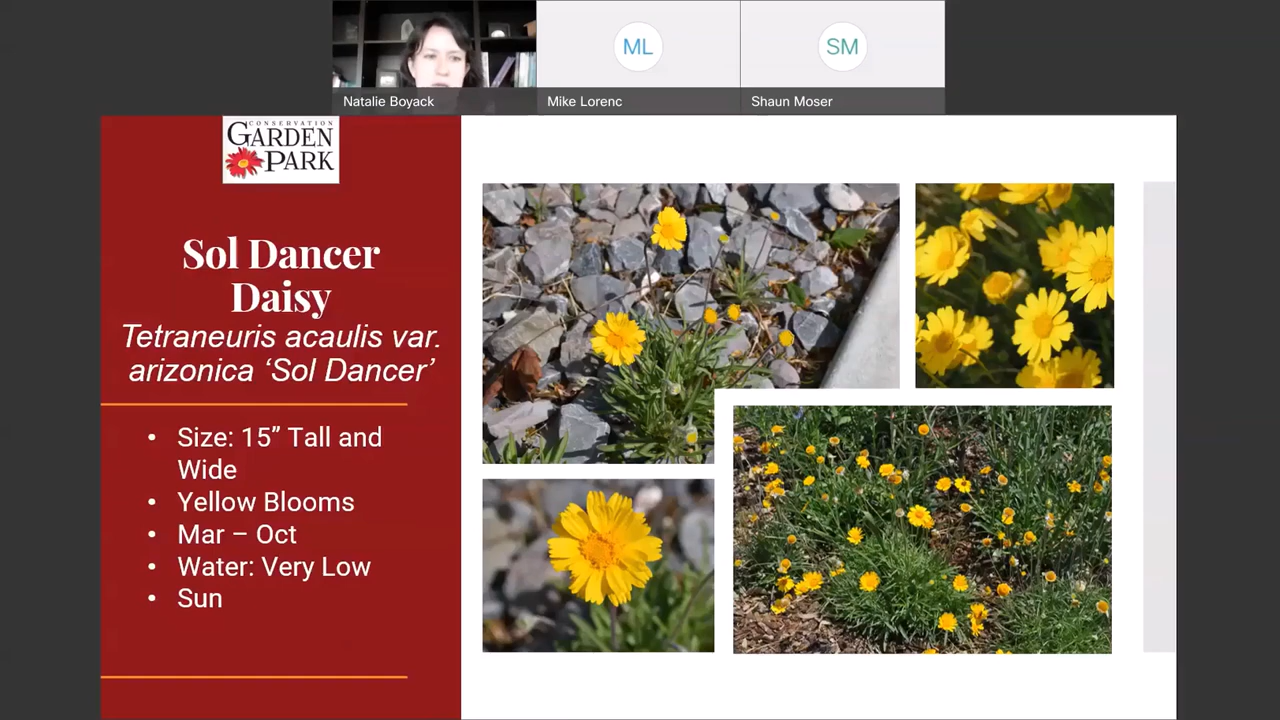 ML
SM
Natalie Boyack
Mike Lorenc
Shaun Moser
CONSERVATION
GARDEN
PARK
Sol Dancer
Daisy
Tetraneuris acaulis var.
arizonica ‘Sol Dancer’
• Size: 15” Tall and
Wide
• Yellow Blooms
• Mar – Oct
• Water: Very Low
• Sun